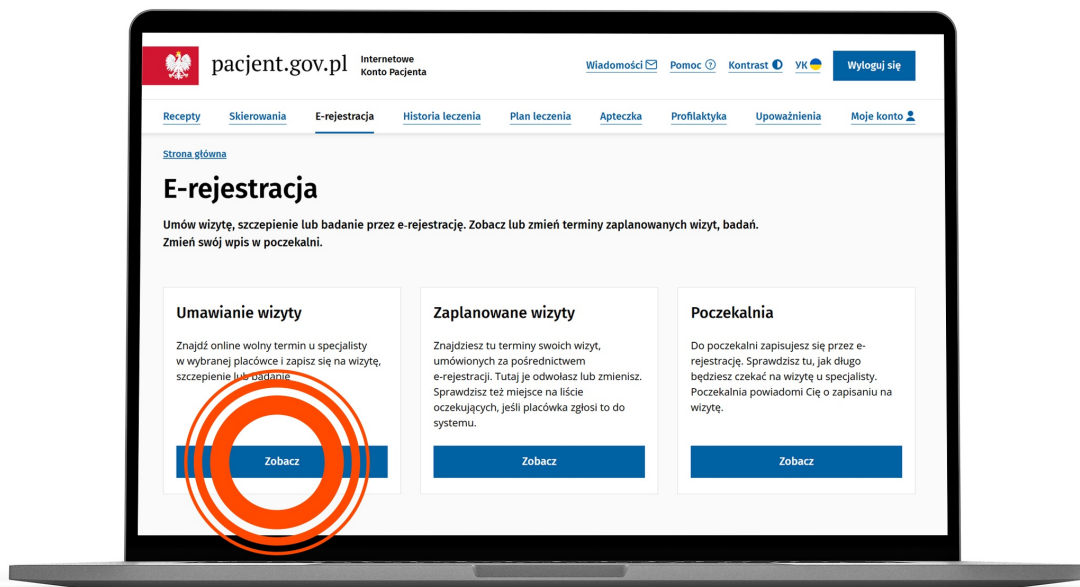 pacjent.gov.pl
Internetowe
Konto Pacjenta
Wiadomości
Pomoc
Kontrast
УК
Wyloguj się
Recepty Skierowania E-rejestracja Historia leczenia Plan leczenia Apteczka Profilaktyka Upoważnienia Moje konto
Strona główna
E-rejestracja
Umów wizytę, szczepienie lub badanie przez e-rejestrację. Zobacz lub zmień terminy zaplanowanych wizyt, badań.
Zmień swój wpis w poczekalni.
Umawianie wizyty
Znajdź online wolny termin u specjalisty
w wybranej placówce i zapisz się na wizytę,
szczepienie lub badanie
Zobacz
Zaplanowane wizyty
Znajdziesz tu terminy swoich wizyt,
umówionych za pośrednictwem
e-rejestracji. Tutaj je odwołasz lub zmienisz.
Sprawdzisz też miejsce na liście
oczekujących, jeśli placówka zgłosi to do
systemu.
Zobacz
Poczekalnia
Do poczekalni zapisujesz się przez e-
rejestrację. Sprawdzisz tu, jak długo
będziesz czekać na wizytę u specjalisty.
Poczekalnia powiadomi Cię o zapisaniu na
wizytę.
Zobacz